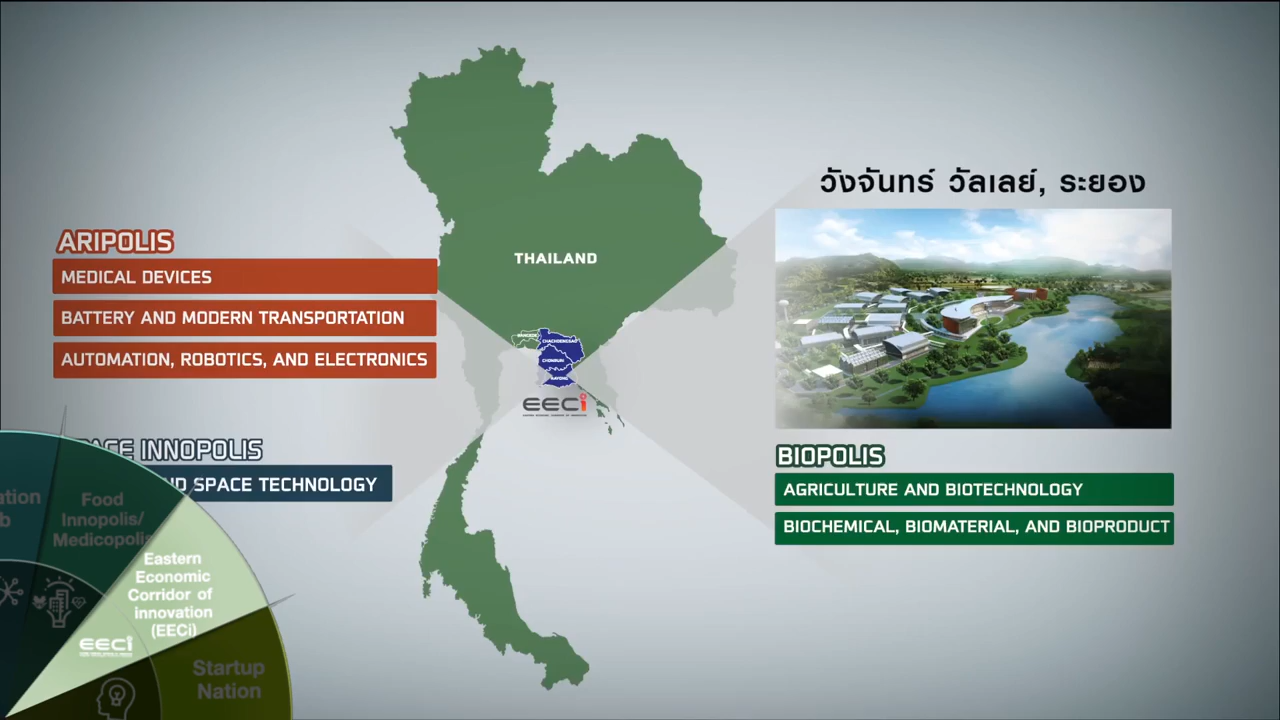 วังจันทร์ วัลเลย์, ระยอง
THAILAND
ARIPOLIS
MEDICAL DEVICES
BATTERY AND MODERN TRANSPORTATION
AUTOMATION, ROBOTICS, AND ELECTRONICS
CHACHOENGSAO
CHONBURI
RAYONG
EECi
INNOPOLIS
SPACE TECHNOLOGY
BIOPOLIS
AGRICULTURE AND BIOTECHNOLOGY
BIOCHEMICAL, BIOMATERIAL, AND BIOPRODUCT
Food
Innopolis/
Medicopolis
Eastern
Economic
Corridor of
innovation
(EECi)
EECi
Startup
Nation